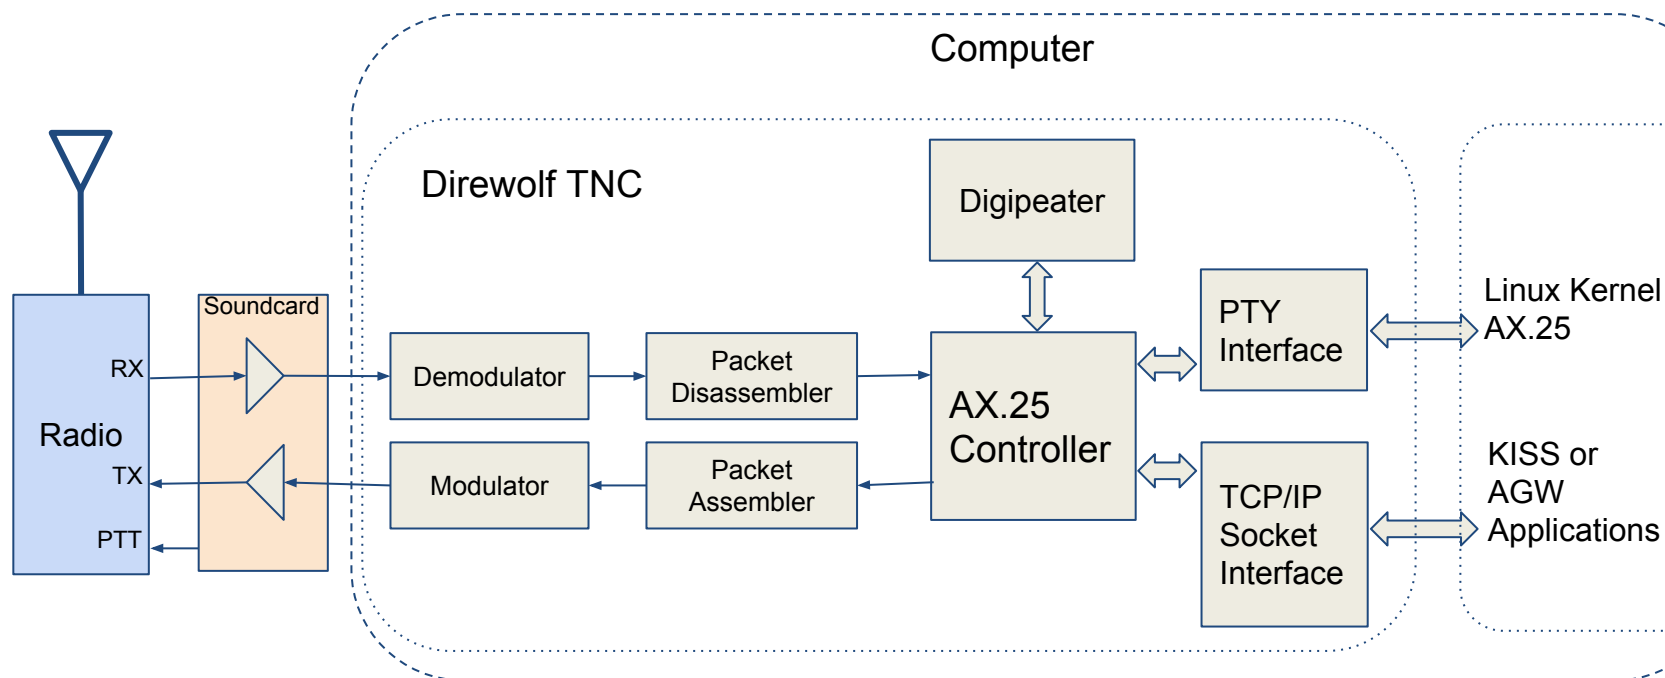 Computer
Direwolf TNC
Digipeater
Soundcard
RX
Radio
TX
PTT
Demodulator
Packet
Disassembler
Modulator
Packet
Assembler
AX.25
Controller
PTY
Interface
TCP/IP
Socket
Interface
Linux Kernel
AX.25
KISS or
AGW
Applications